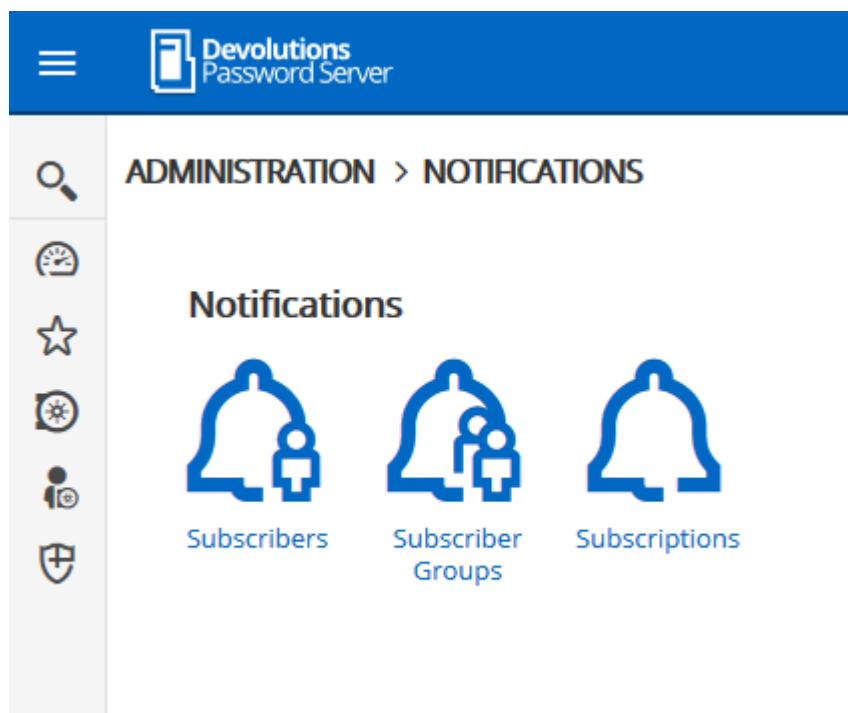 Devolutions
Password Server
ADMINISTRATION > NOTIFICATIONS
Notifications
Subscribers
Subscriber
Groups
Subscriptions